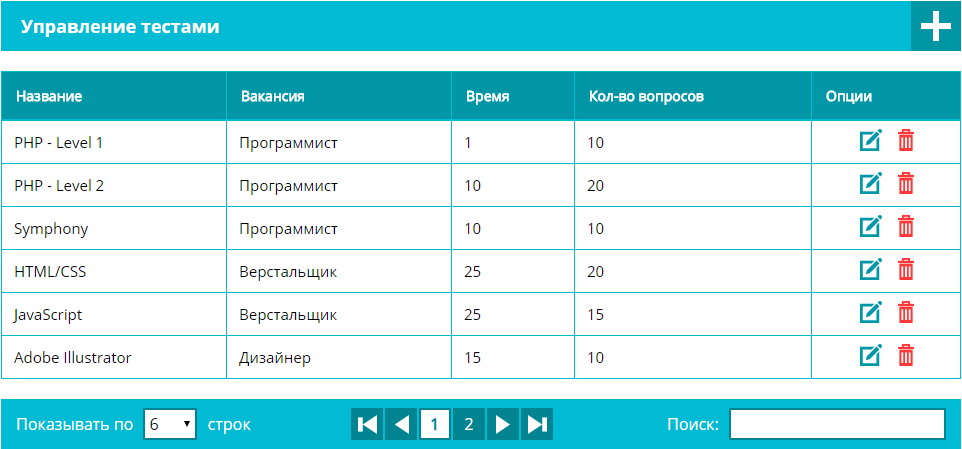 Управление тестами
Название Вакансия Время Кол-во вопросов Опции
PHP - Level 1 Программист 1 10
PHP - Level 2 Программист 10 20
Symphony Программист 10 10
HTML/CSS Верстальщик 25 20
JavaScript Верстальщик 25 15
Adobe Illustrator Дизайнер 15 10
Показывать по 6 строк 1 2 Поиск: